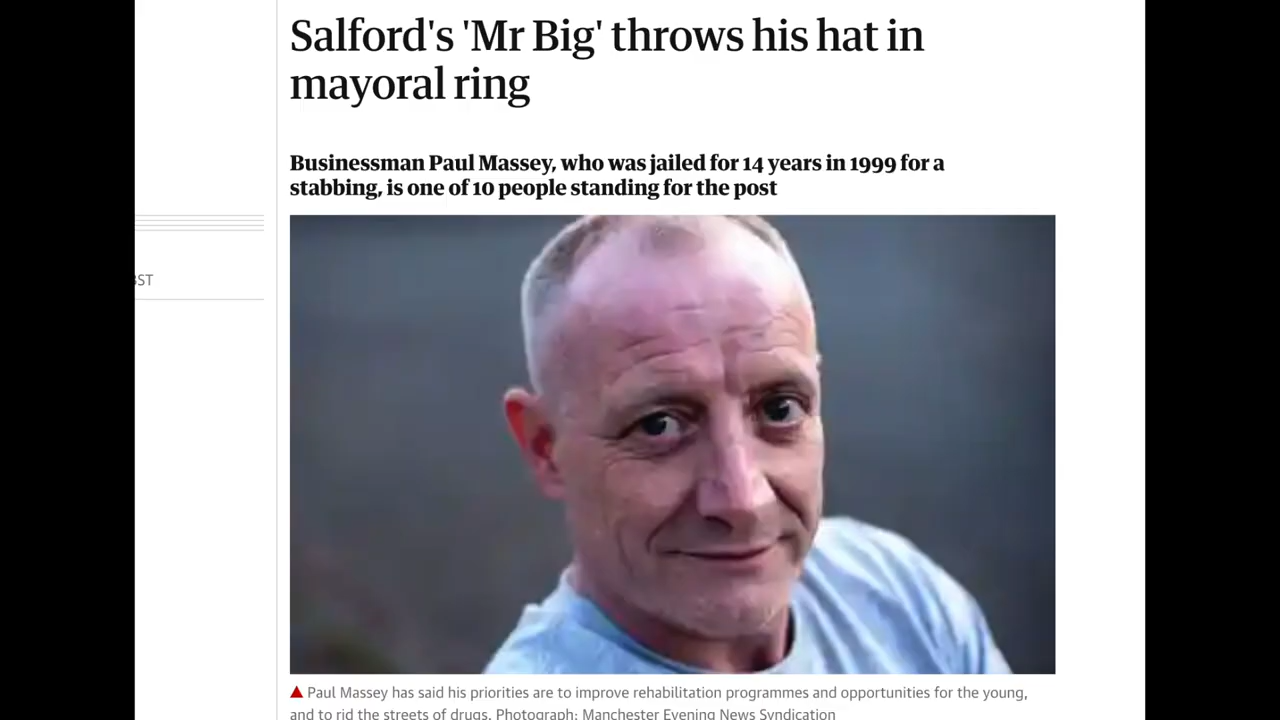 Salford's 'Mr Big' throws his hat in
mayoral ring
Businessman Paul Massey, who was jailed for 14 years in 1999 for a
stabbing, is one of 10 people standing for the post
BST
Paul Massey has said his priorities are to improve rehabilitation programmes and opportunities for the young,
and to rid the streets of drugs. Photograph: Manchester Evening News Syndication